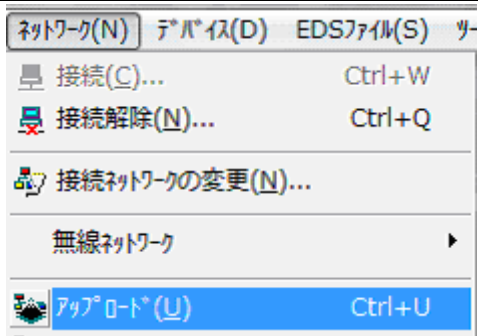 ﾈｯﾄﾜｰｸ(N) ﾃﾞﾊﾞｲｽ(D) EDSﾌｧｲﾙ(S) ﾂｰ
接続(C)... Ctrl+W
接続解除(N)... Ctrl+Q
接続ﾈｯﾄﾜｰｸの変更(N)...
無線ﾈｯﾄﾜｰｸ
ｱｯﾌﾟﾛｰﾄﾞ(U) Ctrl+U